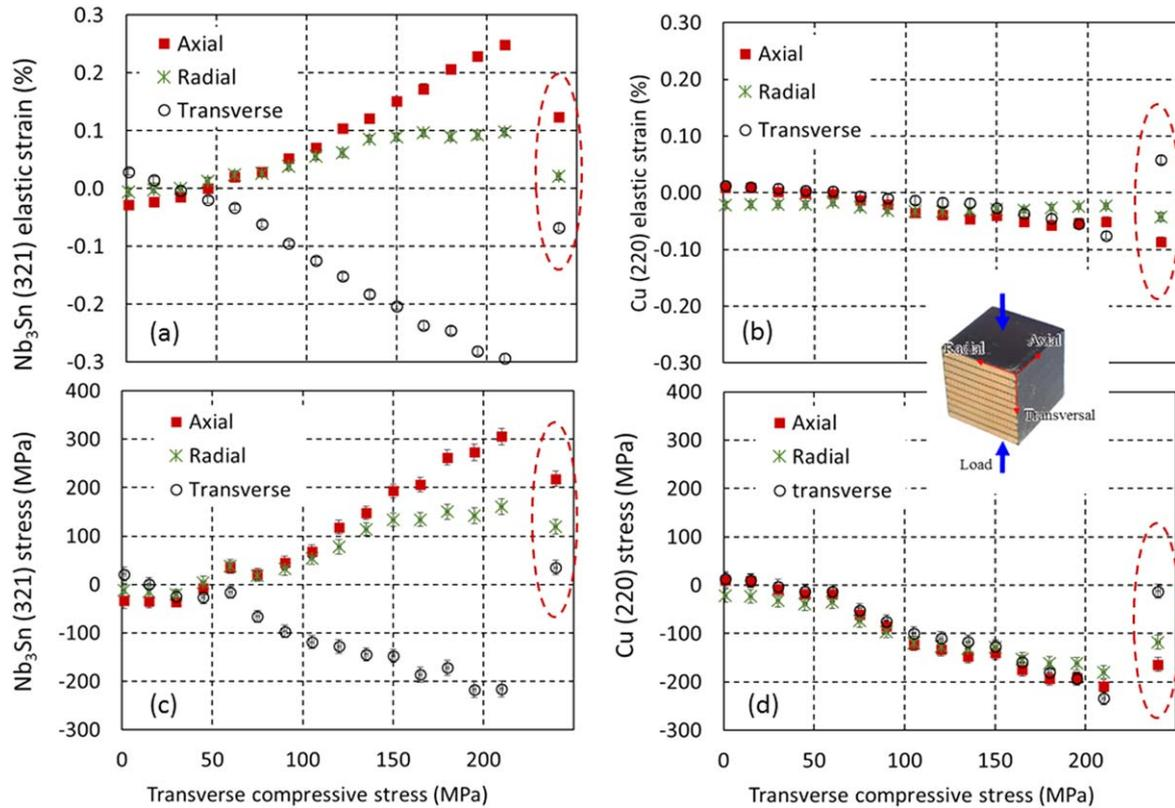 0.3
0.2
0.1
0.0
-0.1
-0.2
-0.3
Nb₃Sn (321) elastic strain (%)
Axial
Radial
Transverse
(a)
0.30
0.20
0.10
0.00
-0.10
-0.20
-0.30
Cu (220) elastic strain (%)
Axial
Radial
Transverse
(b)
Radial
Axial
Transversal
Load
400
300
200
100
0
-100
-200
-300
Nb₃Sn (321) stress (MPa)
Axial
Radial
Transverse
(c)
0 50 100 150 200
Transverse compressive stress (MPa)
400
300
200
100
0
-100
-200
-300
Cu (220) stress (MPa)
Axial
Radial
transverse
(d)
0 50 100 150 200
Transverse compressive stress (MPa)